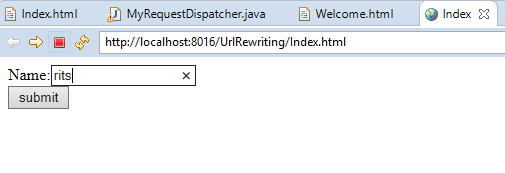 Index.html MyRequestDispatcher.java Welcome.html Index
http://localhost:8016/UrlRewriting/Index.html
Name: rits
submit